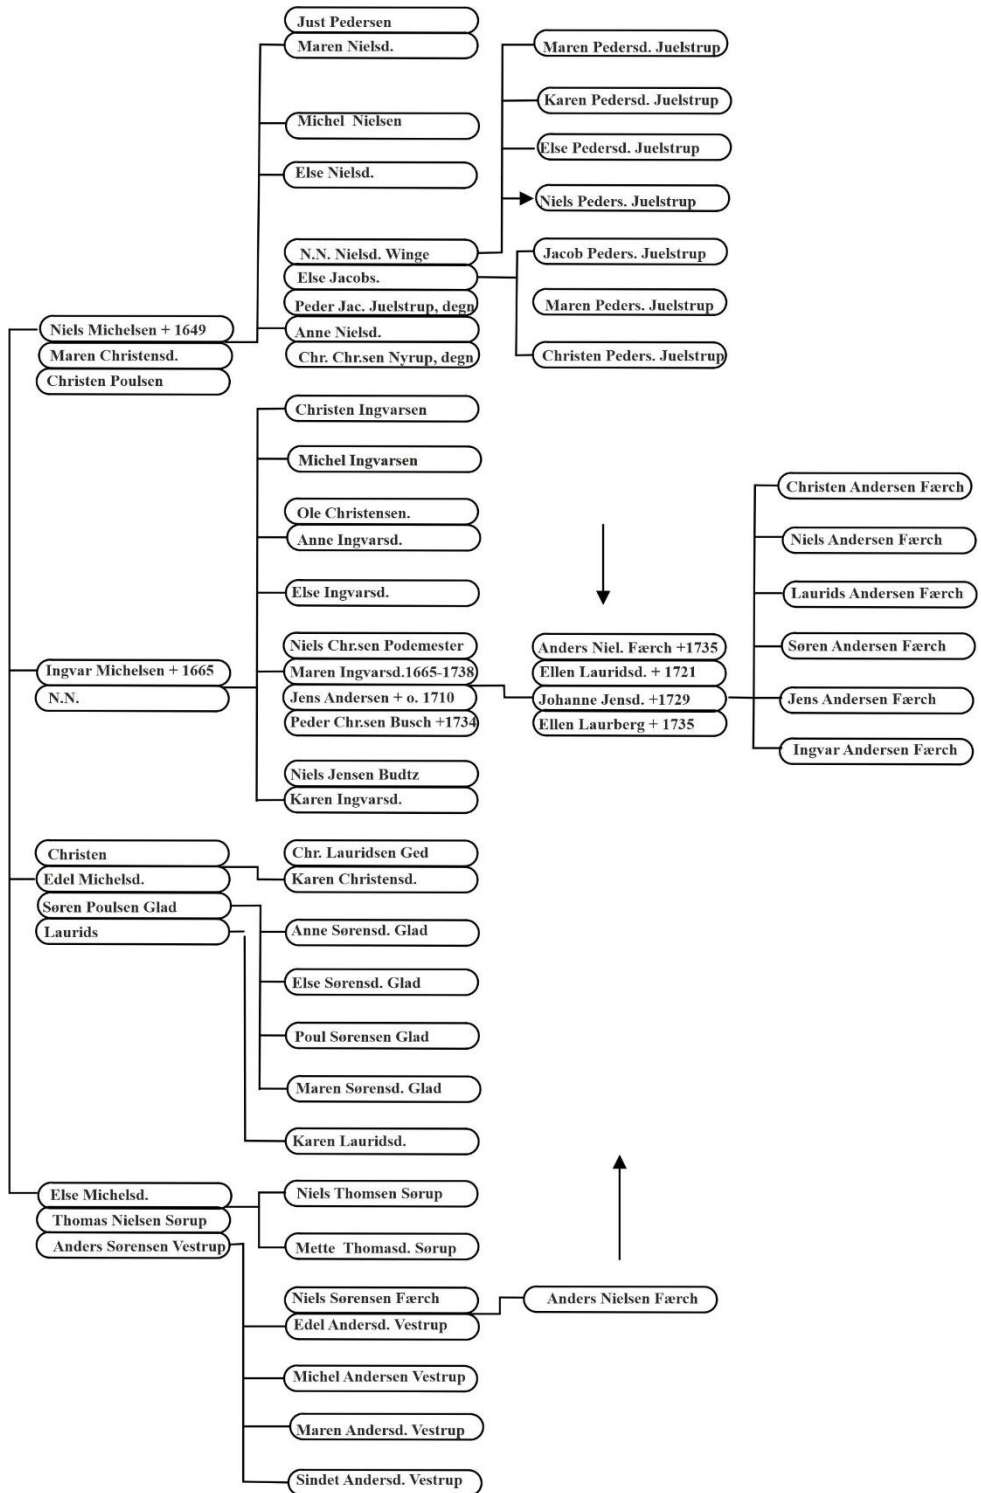 Just Pedersen
Maren Nielsd.
Michel Nielsen
Else Nielsd.
N.N. Nielsd. Winge
Else Jacobs.
Peder Jac. Juelstrup, degn
Anne Nielsd.
Chr. Chr.sen Nyrup, degn
Maren Pedersd. Juelstrup
Karen Pedersd. Juelstrup
Else Pedersd. Juelstrup
Niels Peders. Juelstrup
Jacob Peders. Juelstrup
Maren Peders. Juelstrup
Christen Peders. Juelstrup
Niels Michelsen + 1649
Maren Christensd.
Christen Poulsen
Christen Ingvarsen
Michel Ingvarsen
Ole Christensen.
Anne Ingvarsd.
Else Ingvarsd.
Niels Chr.sen Podemester
Maren Ingvarsd.1665-1738
Jens Andersen + o. 1710
Peder Chr.sen Busch +1734
Niels Jensen Budtz
Karen Ingvarsd.
Ingvar Michelsen + 1665
N.N.
Anders Niel. Færch +1735
Ellen Lauridsd. + 1721
Johanne Jensd. +1729
Ellen Laurberg + 1735
Christen Andersen Færch
Niels Andersen Færch
Laurids Andersen Færch
Søren Andersen Færch
Jens Andersen Færch
Ingvar Andersen Færch
Christen
Edel Michelsd.
Søren Poulsen Glad
Laurids
Chr. Lauridsen Ged
Karen Christensd.
Anne Sørensd. Glad
Else Sørensd. Glad
Poul Sørensen Glad
Maren Sørensd. Glad
Karen Lauridsd.
Else Michelsd.
Thomas Nielsen Sørup
Anders Sørensen Vestrup
Niels Thomsen Sørup
Mette Thomasd. Sørup
Niels Sørensen Færch
Edel Andersd. Vestrup
Anders Nielsen Færch
Michel Andersen Vestrup
Maren Andersd. Vestrup
Sindet Andersd. Vestrup